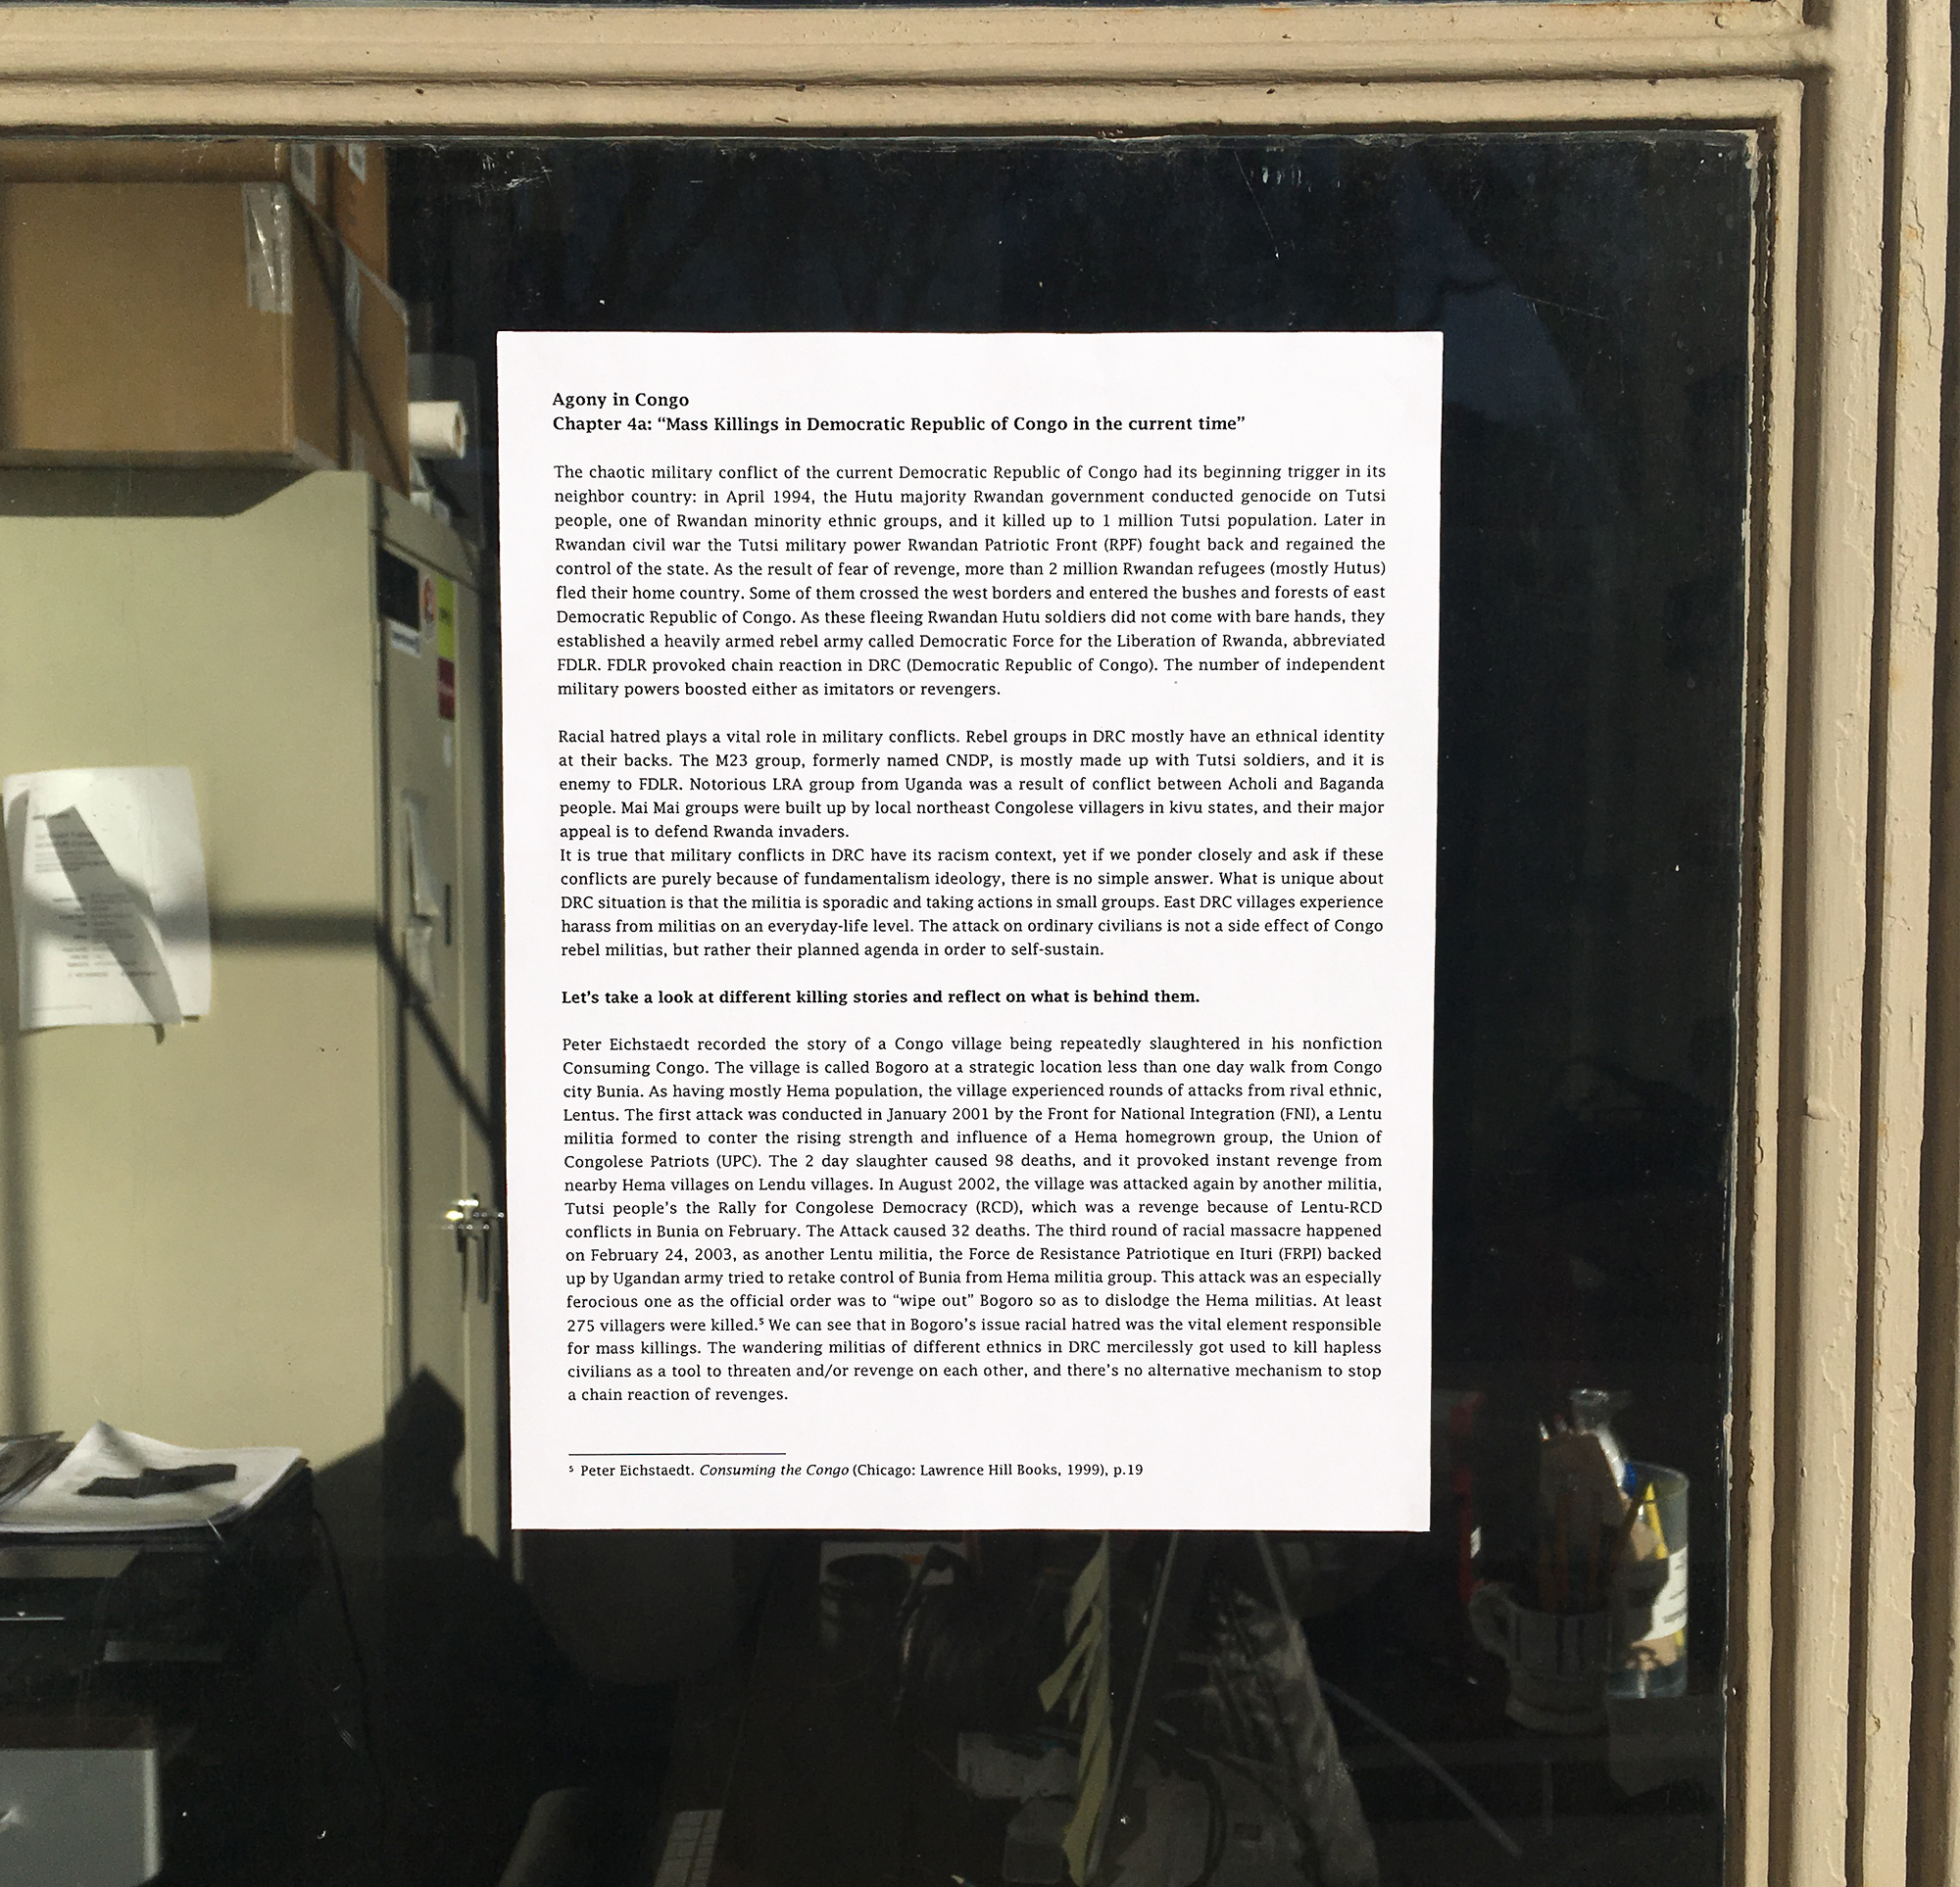 Agony in Congo
Chapter 4a: “Mass Killings in Democratic Republic of Congo in the current time”
The chaotic military conflict of the current Democratic Republic of Congo had its beginning trigger in its
neighbor country: in April 1994, the Hutu majority Rwandan government conducted genocide on Tutsi
people, one of Rwandan minority ethnic groups, and it killed up to 1 million Tutsi population. Later in
Rwandan civil war the Tutsi military power Rwandan Patriotic Front (RPF) fought back and regained the
control of the state. As the result of fear of revenge, more than 2 million Rwandan refugees (mostly Hutus)
fled their home country. Some of them crossed the west borders and entered the bushes and forests of east
Democratic Republic of Congo. As these fleeing Rwandan Hutu soldiers did not come with bare hands, they
established a heavily armed rebel army called Democratic Force for the Liberation of Rwanda, abbreviated
FDLR. FDLR provoked chain reaction in DRC (Democratic Republic of Congo). The number of independent
military powers boosted either as imitators or revengers.
Racial hatred plays a vital role in military conflicts. Rebel groups in DRC mostly have an ethnical identity
at their backs. The M23 group, formerly named CNDP, is mostly made up with Tutsi soldiers, and it is
enemy to FDLR. Notorious LRA group from Uganda was a result of conflict between Acholi and Baganda
people. Mai Mai groups were built up by local northeast Congolese villagers in kivu states, and their major
appeal is to defend Rwanda invaders.
It is true that military conflicts in DRC have its racism context, yet if we ponder closely and ask if these
conflicts are purely because of fundamentalism ideology, there is no simple answer. What is unique about
DRC situation is that the militia is sporadic and taking actions in small groups. East DRC villages experience
harass from militias on an everyday-life level. The attack on ordinary civilians is not a side effect of Congo
rebel militias, but rather their planned agenda in order to self-sustain.
Let’s take a look at different killing stories and reflect on what is behind them.
Peter Eichstaedt recorded the story of a Congo village being repeatedly slaughtered in his nonfiction
Consuming Congo. The village is called Bogoro at a strategic location less than one day walk from Congo
city Bunia. As having mostly Hema population, the village experienced rounds of attacks from rival ethnic,
Lentus. The first attack was conducted in January 2001 by the Front for National Integration (FNI), a Lentu
militia formed to conter the rising strength and influence of a Hema homegrown group, the Union of
Congolese Patriots (UPC). The 2 day slaughter caused 98 deaths, and it provoked instant revenge from
nearby Hema villages on Lendu villages. In August 2002, the village was attacked again by another militia,
Tutsi people’s the Rally for Congolese Democracy (RCD), which was a revenge because of Lentu-RCD
conflicts in Bunia on February. The Attack caused 32 deaths. The third round of racial massacre happened
on February 24, 2003, as another Lentu militia, the Force de Resistance Patriotique en Ituri (FRPI) backed
up by Ugandan army tried to retake control of Bunia from Hema militia group. This attack was an especially
ferocious one as the official order was to “wipe out” Bogoro so as to dislodge the Hema militias. At least
275 villagers were killed.⁵ We can see that in Bogoro’s issue racial hatred was the vital element responsible
for mass killings. The wandering militias of different ethnics in DRC mercilessly got used to kill hapless
civilians as a tool to threaten and/or revenge on each other, and there’s no alternative mechanism to stop
a chain reaction of revenges.
⁵ Peter Eichstaedt. Consuming the Congo (Chicago: Lawrence Hill Books, 1999), p.19